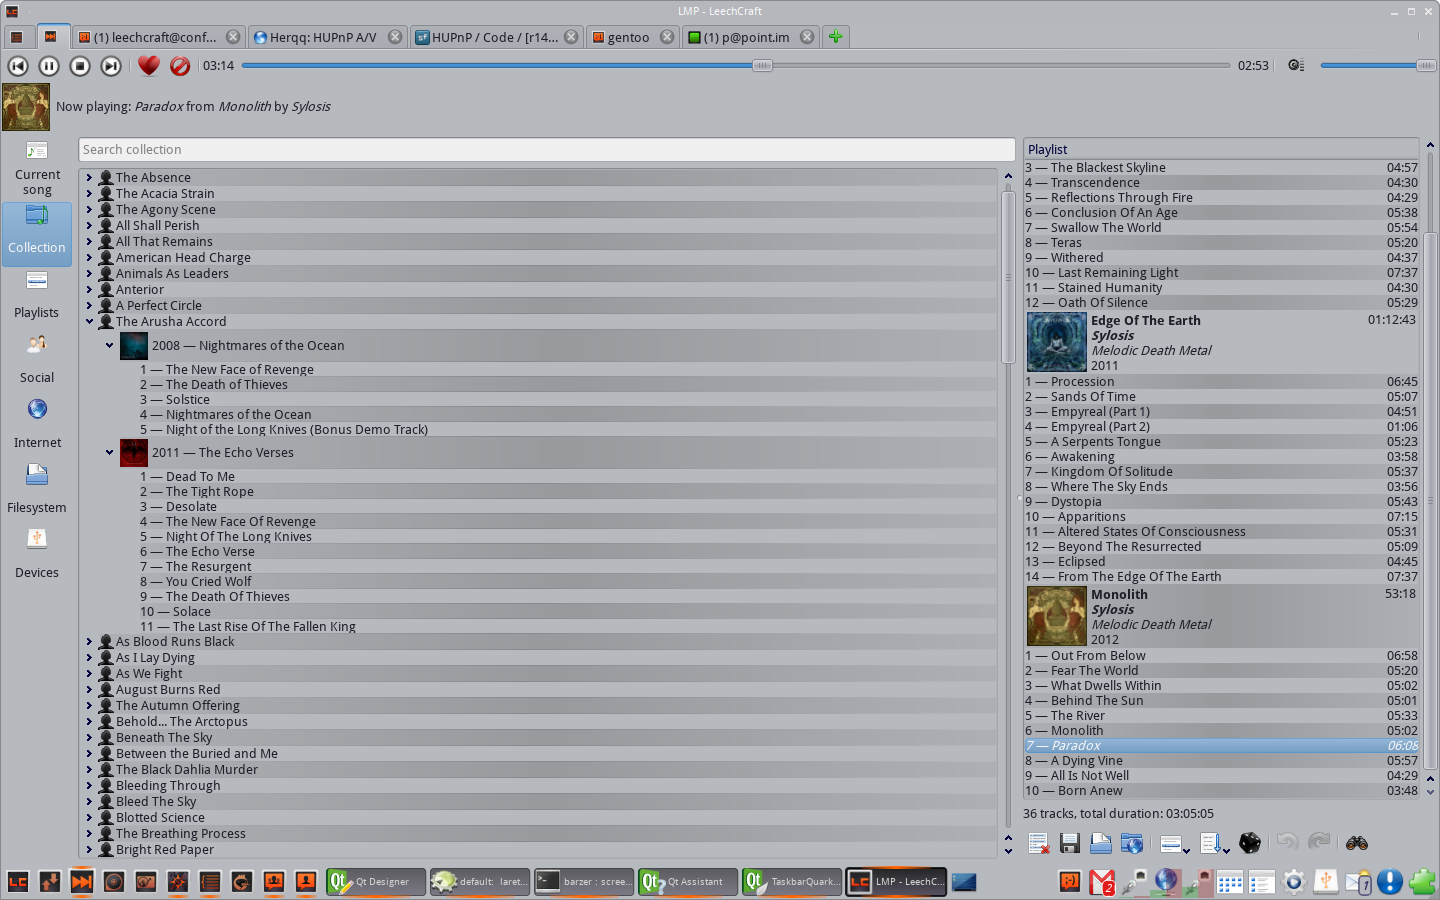 LMP - LeechCraft
(1) leechcraft@conf...
Herqq: HUPnP A/V
HUPnP / Code / [r14...
gentoo
(1) p@point.im
03:14
02:53
Now playing: Paradox from Monolith by Sylosis
Current song
Collection
Playlists
Social
Internet
Filesystem
Devices
Search collection
The Absence
The Acacia Strain
The Agony Scene
All Shall Perish
All That Remains
American Head Charge
Animals As Leaders
Anterior
A Perfect Circle
The Arusha Accord
2008 — Nightmares of the Ocean
1 — The New Face of Revenge
2 — The Death of Thieves
3 — Solstice
4 — Nightmares of the Ocean
5 — Night of the Long Knives (Bonus Demo Track)
2011 — The Echo Verses
1 — Dead To Me
2 — The Tight Rope
3 — Desolate
4 — The New Face Of Revenge
5 — Night Of The Long Knives
6 — The Echo Verse
7 — The Resurgent
8 — You Cried Wolf
9 — The Death Of Thieves
10 — Solace
11 — The Last Rise Of The Fallen King
As Blood Runs Black
As I Lay Dying
As We Fight
August Burns Red
The Autumn Offering
Behold... The Arctopus
Beneath The Sky
Between the Buried and Me
The Black Dahlia Murder
Bleeding Through
Bleed The Sky
Blotted Science
The Breathing Process
Bright Red Paper
Playlist
3 — The Blackest Skyline 04:57
4 — Transcendence 04:30
5 — Reflections Through Fire 04:29
6 — Conclusion Of An Age 05:38
7 — Swallow The World 05:54
8 — Teras 05:20
9 — Withered 04:37
10 — Last Remaining Light 07:37
11 — Stained Humanity 04:30
12 — Oath Of Silence 05:29
Edge Of The Earth 01:12:43
Sylosis
Melodic Death Metal
2011
1 — Procession 06:45
2 — Sands Of Time 05:07
3 — Empyreal (Part 1) 04:51
4 — Empyreal (Part 2) 01:06
5 — A Serpents Tongue 05:23
6 — Awakening 03:58
7 — Kingdom Of Solitude 05:37
8 — Where The Sky Ends 03:56
9 — Dystopia 05:43
10 — Apparitions 07:15
11 — Altered States Of Consciousness 05:31
12 — Beyond The Resurrected 05:09
13 — Eclipsed 04:45
14 — From The Edge Of The Earth 07:37
Monolith 53:18
Sylosis
Melodic Death Metal
2012
1 — Out From Below 06:58
2 — Fear The World 05:20
3 — What Dwells Within 05:02
4 — Behind The Sun 05:01
5 — The River 05:33
6 — Monolith 05:02
7 — Paradox 06:08
8 — A Dying Vine 05:57
9 — All Is Not Well 04:29
10 — Born Anew 03:48
36 tracks, total duration: 03:05:05
LC
Qt Designer
default: laret...
barzer : scree...
Qt Assistant
TaskbarQuark...
LMP - LeechC...
2
1